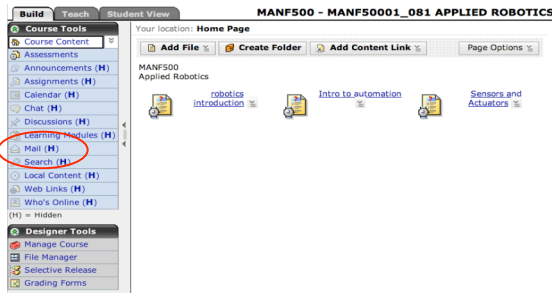 Build Teach Student View MANF500 - MANF50001_081 APPLIED ROBOTICS
Course Tools
Course Content
Assessments
Announcements (H)
Assignments (H)
Calendar (H)
Chat (H)
Discussions (H)
Learning Modules (H)
Mail (H)
Search (H)
Local Content (H)
Web Links (H)
Who's Online (H)
(H) = Hidden
Designer Tools
Manage Course
File Manager
Selective Release
Grading Forms
Your location: Home Page
Add File Create Folder Add Content Link Page Options
MANF500
Applied Robotics
robotics
introduction
Intro to automation
Sensors and
Actuators